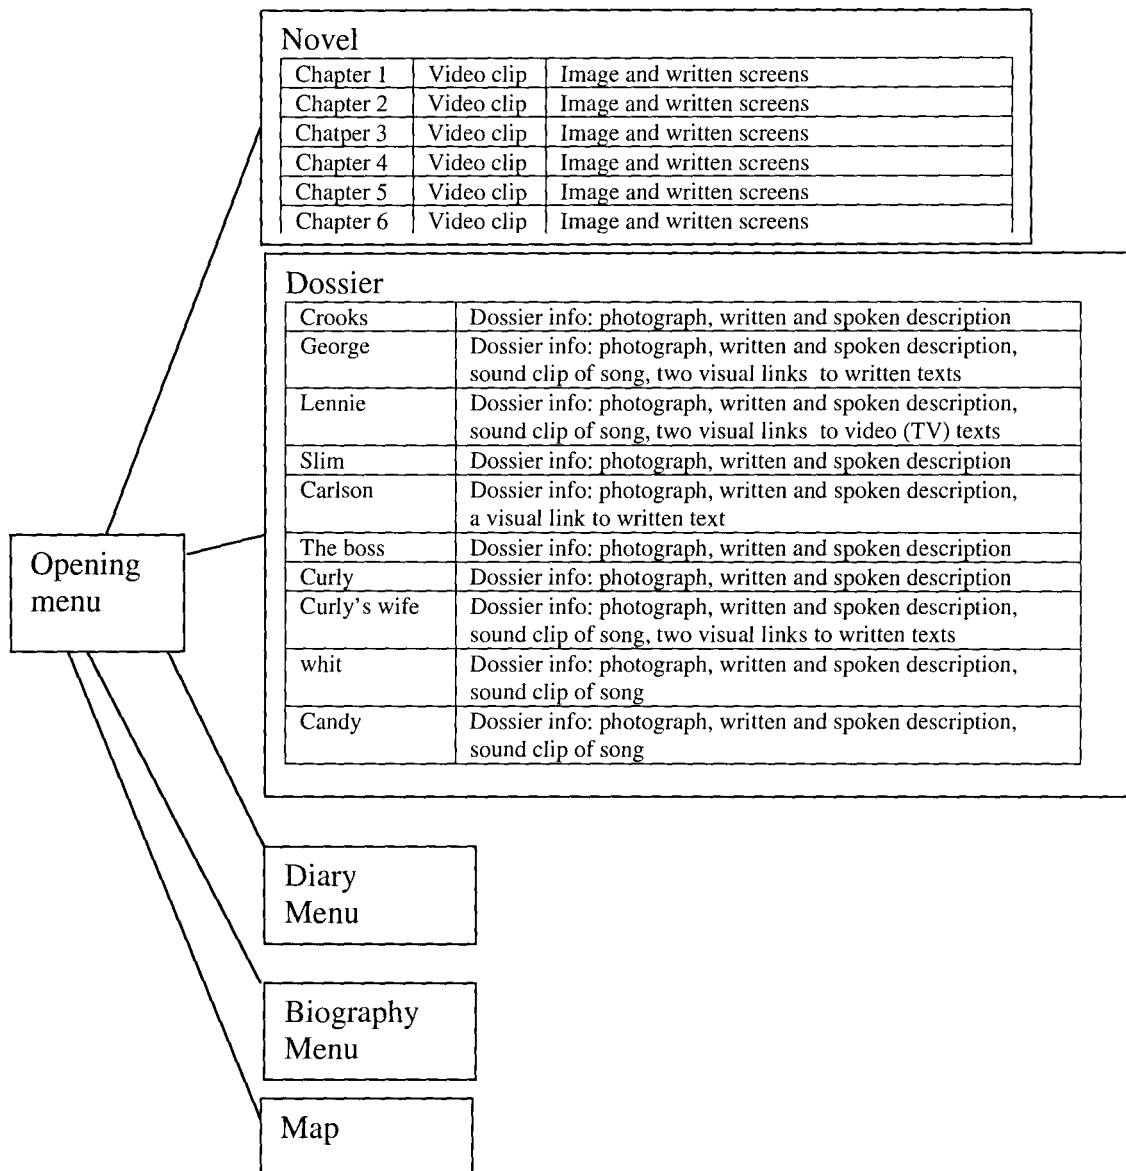 Novel
Chapter 1 Video clip Image and written screens
Chapter 2 Video clip Image and written screens
Chatper 3 Video clip Image and written screens
Chapter 4 Video clip Image and written screens
Chapter 5 Video clip Image and written screens
Chapter 6 Video clip Image and written screens
Dossier
Crooks Dossier info: photograph, written and spoken description
George Dossier info: photograph, written and spoken description,
sound clip of song, two visual links to written texts
Lennie Dossier info: photograph, written and spoken description,
sound clip of song, two visual links to video (TV) texts
Slim Dossier info: photograph, written and spoken description
Carlson Dossier info: photograph, written and spoken description,
a visual link to written text
The boss Dossier info: photograph, written and spoken description
Curly Dossier info: photograph, written and spoken description
Curly's wife Dossier info: photograph, written and spoken description,
sound clip of song, two visual links to written texts
whit Dossier info: photograph, written and spoken description,
sound clip of song
Candy Dossier info: photograph, written and spoken description,
sound clip of song
Opening
menu
Diary
Menu
Biography
Menu
Map